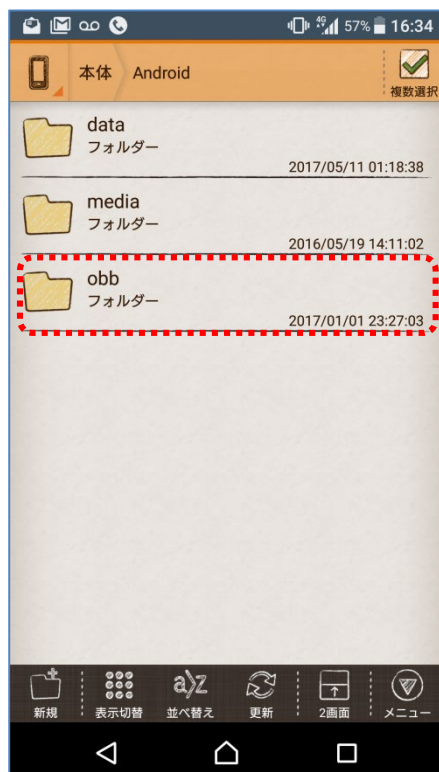 4G 57% 16:34
本体 Android
複数選択
data
フォルダー
2017/05/11 01:18:38
media
フォルダー
2016/05/19 14:11:02
obb
フォルダー
2017/01/01 23:27:03
a z
新規 表示切替 並べ替え 更新 2画面 メニュー